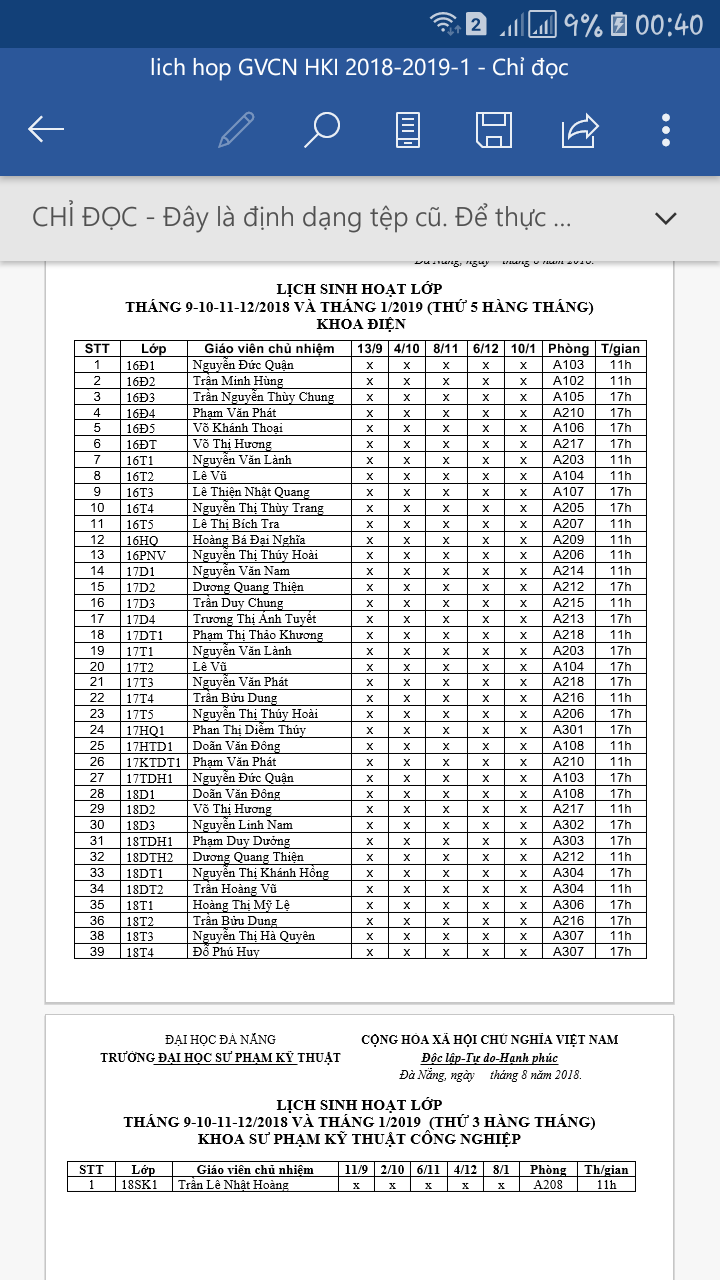 2 9% 00:40
lich hop GVCN HKI 2018-2019-1 - Chỉ đọc
CHỈ ĐỌC - Đây là định dạng tệp cũ. Để thực ...
Đà Nẵng, ngày tháng 8 năm 2018.
LỊCH SINH HOẠT LỚP
THÁNG 9-10-11-12/2018 VÀ THÁNG 1/2019 (THỨ 5 HÀNG THÁNG)
KHOA ĐIỆN
STT Lớp Giáo viên chủ nhiệm 13/9 4/10 8/11 6/12 10/1 Phòng T/gian
1 16Đ1 Nguyễn Đức Quận x x x x x A103 11h
2 16Đ2 Trần Minh Hùng x x x x x A102 11h
3 16Đ3 Trần Nguyễn Thùy Chung x x x x x A105 17h
4 16Đ4 Phạm Văn Phát x x x x x A210 17h
5 16Đ5 Võ Khánh Thoại x x x x x A106 17h
6 16ĐT Võ Thị Hương x x x x x A217 17h
7 16T1 Nguyễn Văn Lành x x x x x A203 11h
8 16T2 Lê Vũ x x x x x A104 11h
9 16T3 Lê Thiện Nhật Quang x x x x x A107 17h
10 16T4 Nguyễn Thị Thùy Trang x x x x x A205 17h
11 16T5 Lê Thị Bích Tra x x x x x A207 11h
12 16HQ Hoàng Bá Đại Nghĩa x x x x x A209 11h
13 16PNV Nguyễn Thị Thúy Hoài x x x x x A206 11h
14 17D1 Nguyễn Văn Nam x x x x x A214 11h
15 17D2 Dương Quang Thiện x x x x x A212 17h
16 17D3 Trần Duy Chung x x x x x A215 11h
17 17D4 Trương Thị Ánh Tuyết x x x x x A213 17h
18 17DT1 Phạm Thị Thảo Khương x x x x x A218 11h
19 17T1 Nguyễn Văn Lành x x x x x A203 17h
20 17T2 Lê Vũ x x x x x A104 17h
21 17T3 Nguyễn Văn Phát x x x x x A218 17h
22 17T4 Trần Bửu Dung x x x x x A216 11h
23 17T5 Nguyễn Thị Thúy Hoài x x x x x A206 17h
24 17HQ1 Phan Thị Diễm Thúy x x x x x A301 17h
25 17HTD1 Doãn Văn Đông x x x x x A108 11h
26 17KTDT1 Phạm Văn Phát x x x x x A210 11h
27 17TDH1 Nguyễn Đức Quận x x x x x A103 17h
28 18D1 Doãn Văn Đông x x x x x A108 17h
29 18D2 Võ Thị Hương x x x x x A217 11h
30 18D3 Nguyễn Linh Nam x x x x x A302 17h
31 18TDH1 Phạm Duy Dưởng x x x x x A303 17h
32 18DTH2 Dương Quang Thiện x x x x x A212 11h
33 18DT1 Nguyễn Thị Khánh Hồng x x x x x A304 17h
34 18DT2 Trần Hoàng Vũ x x x x x A304 11h
35 18T1 Hoàng Thị Mỹ Lệ x x x x x A306 17h
36 18T2 Trần Bửu Dung x x x x x A216 17h
38 18T3 Nguyễn Thị Hà Quyên x x x x x A307 11h
39 18T4 Đỗ Phú Huy x x x x x A307 17h
ĐẠI HỌC ĐÀ NẴNG CỘNG HÒA XÃ HỘI CHỦ NGHĨA VIỆT NAM
TRƯỜNG ĐẠI HỌC SƯ PHẠM KỸ THUẬT Độc lập-Tự do-Hạnh phúc
Đà Nẵng, ngày tháng 8 năm 2018.
LỊCH SINH HOẠT LỚP
THÁNG 9-10-11-12/2018 VÀ THÁNG 1/2019 (THỨ 3 HÀNG THÁNG)
KHOA SƯ PHẠM KỸ THUẬT CÔNG NGHIỆP
STT Lớp Giáo viên chủ nhiệm 11/9 2/10 6/11 4/12 8/1 Phòng Th/gian
1 18SK1 Trần Lê Nhật Hoàng x x x x x A208 11h